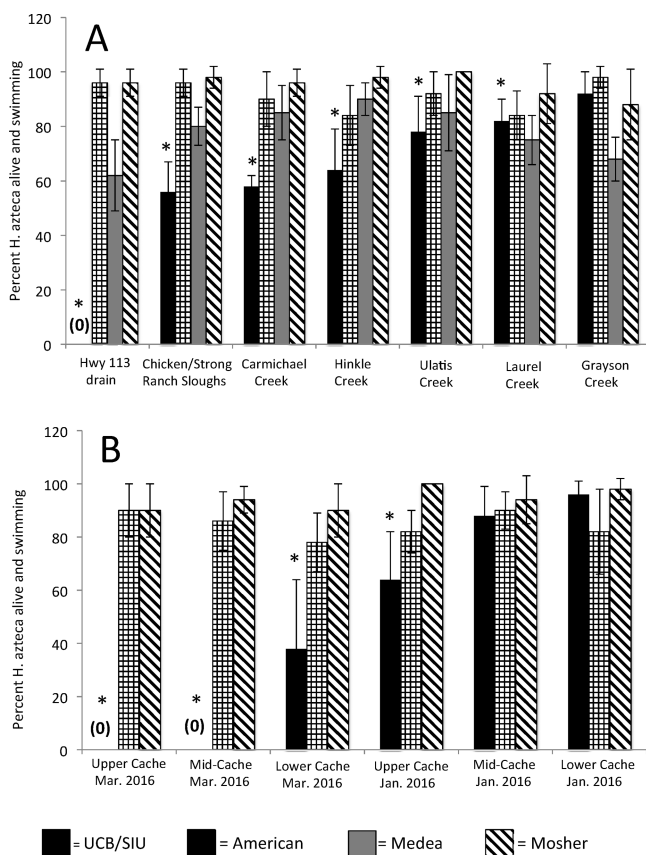 A
Percent H. azteca alive and swimming
120
100
80
60
40
20
0
*
(0)
*
*
*
*
*
Hwy 113
drain
Chicken/Strong
Ranch Sloughs
Carmichael
Creek
Hinkle
Creek
Ulatis
Creek
Laurel
Creek
Grayson
Creek
B
Percent H. azteca alive and swimming
120
100
80
60
40
20
0
*
(0)
*
(0)
*
*
Upper Cache
Mar. 2016
Mid-Cache
Mar. 2016
Lower Cache
Mar. 2016
Upper Cache
Jan. 2016
Mid-Cache
Jan. 2016
Lower Cache
Jan. 2016
= UCB/SIU = American = Medea = Mosher